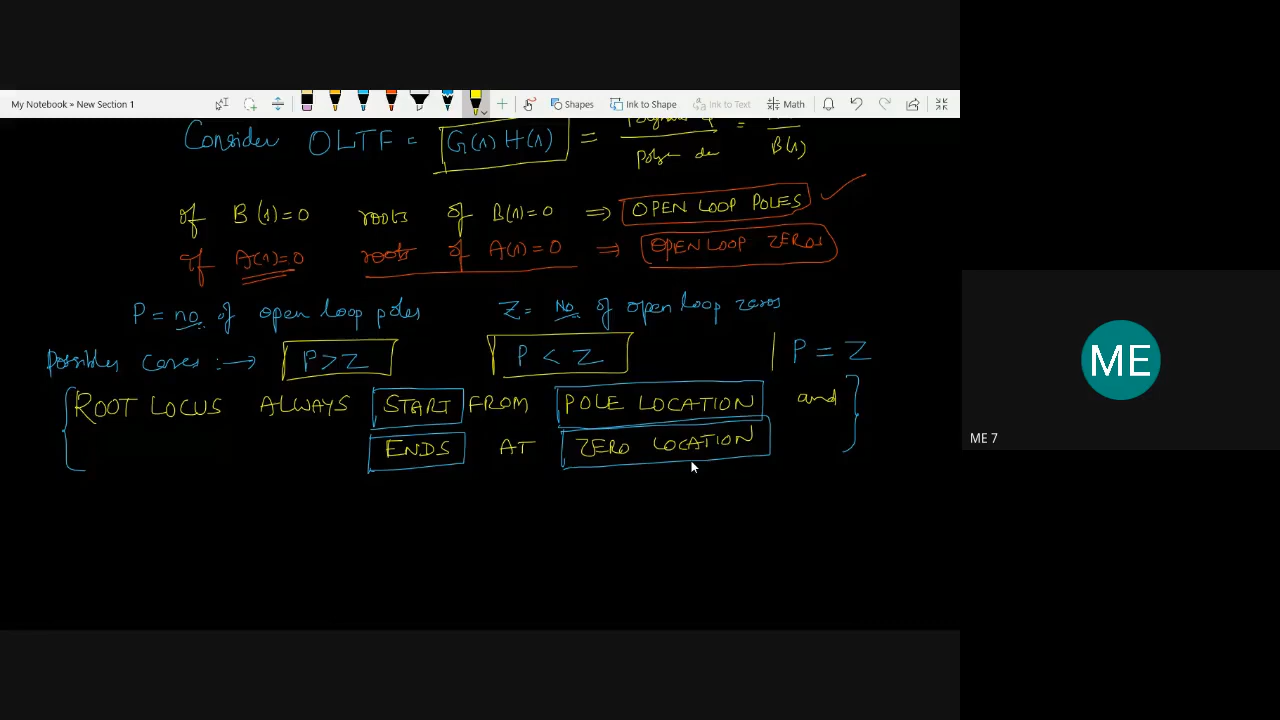 My Notebook » New Section 1
Shapes Ink to Shape Ink to Text Math
Consider OLTF = G(s) H(s) = = 
B(s)
of B(s)=0 roots of B(s)=0 ⇒ OPEN LOOP POLES ✓
of A(s)=0 roots of A(s)=0 ⇒ OPEN LOOP ZEROS
P = no. of open loop poles Z = No. of open loop zeros
Possibles cases :→ P>Z P < Z | P = Z
{ROOT LOCUS ALWAYS START FROM POLE LOCATION and}
ENDS AT ZERO LOCATION
ME
ME 7